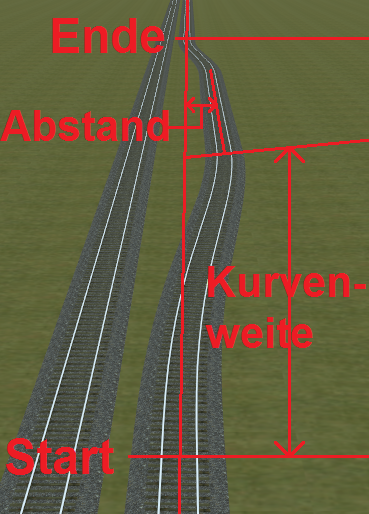 Ende
Abstand
Kurven-
weite
Start